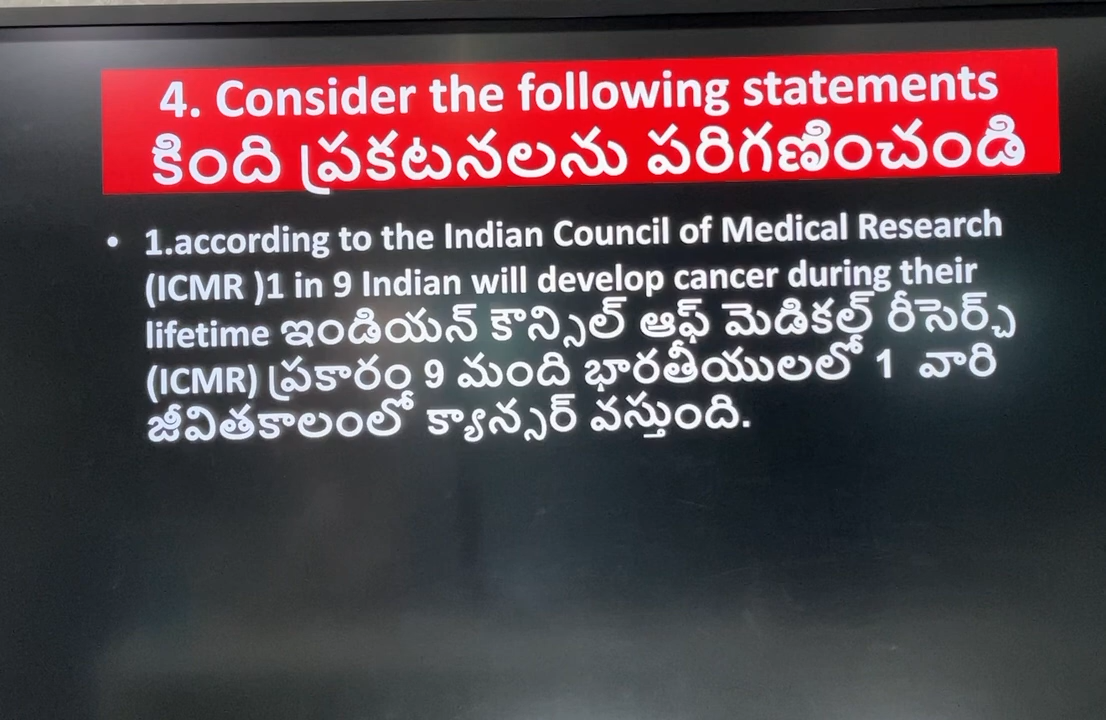 4. Consider the following statements
కింది ప్రకటనలను పరిగణించండి
• 1.according to the Indian Council of Medical Research
(ICMR )1 in 9 Indian will develop cancer during their
lifetime ఇండియన్ కౌన్సిల్ ఆఫ్ మెడికల్ రీసెర్చ్
(ICMR) ప్రకారం 9 మంది భారతీయులలో 1 వారి
జీవితకాలంలో క్యాన్సర్ వస్తుంది.